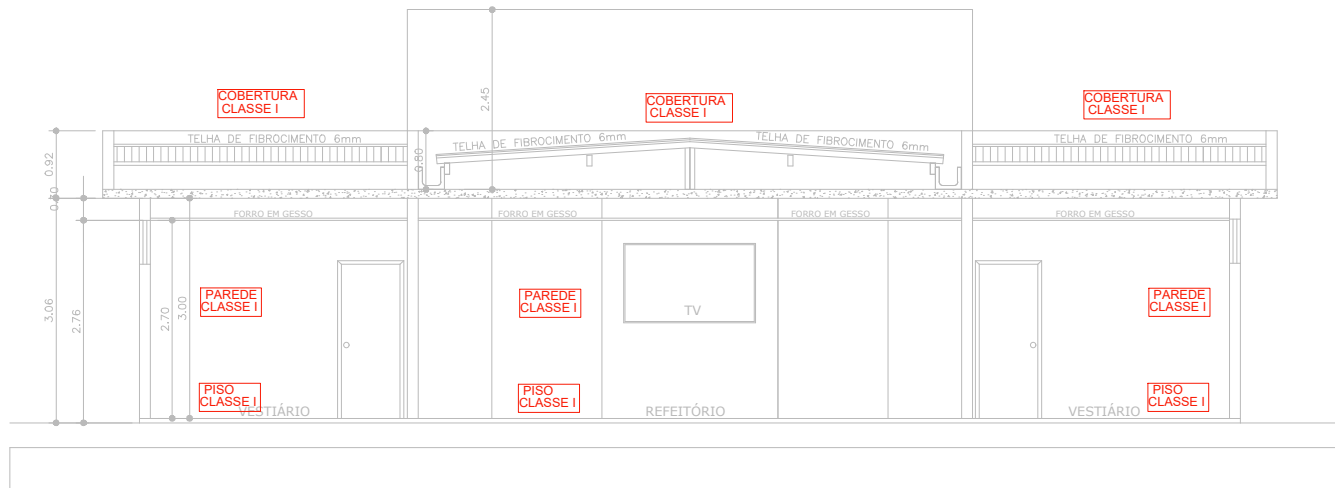 2.45
COBERTURA
CLASSE I
COBERTURA
CLASSE I
COBERTURA
CLASSE I
TELHA DE FIBROCIMENTO 6mm
TELHA DE FIBROCIMENTO 6mm
TELHA DE FIBROCIMENTO 6mm
TELHA DE FIBROCIMENTO 6mm
0.92
0.80
FORRO EM GESSO
FORRO EM GESSO
FORRO EM GESSO
FORRO EM GESSO
PAREDE
CLASSE I
PAREDE
CLASSE I
PAREDE
CLASSE I
TV
3.06
2.76
2.70
3.00
PISO
CLASSE I
PISO
CLASSE I
PISO
CLASSE I
VESTIÁRIO
REFEITÓRIO
VESTIÁRIO